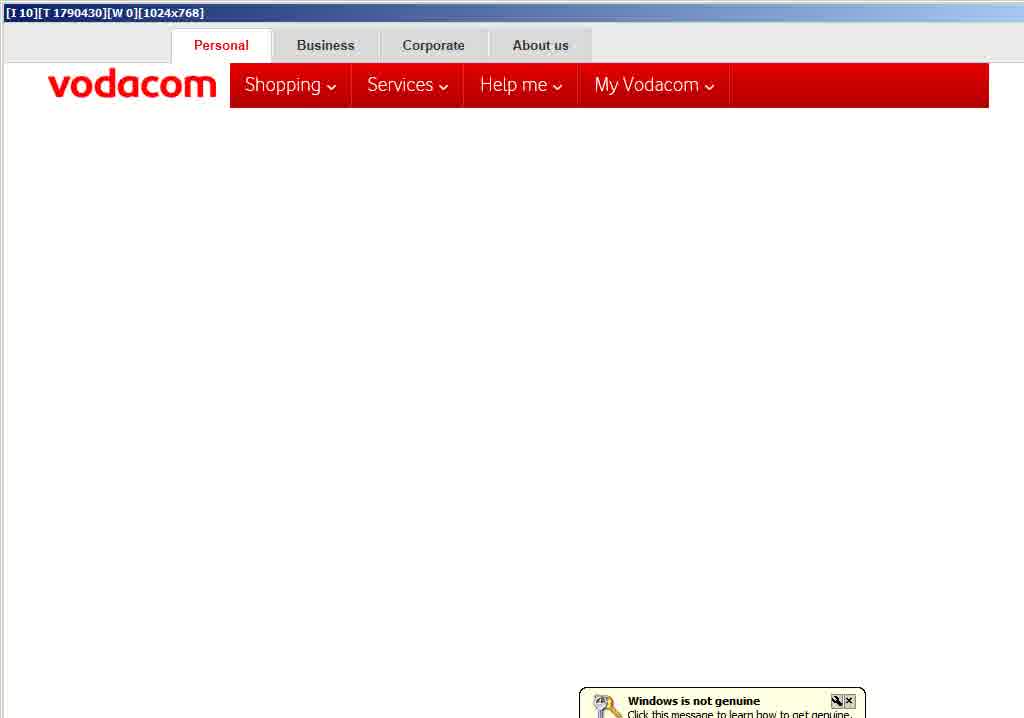 [I 10][T 1790430][W 0][1024x768]
Personal Business Corporate About us
vodacom Shopping Services Help me My Vodacom
Windows is not genuine
Click this message to learn how to get genuine.